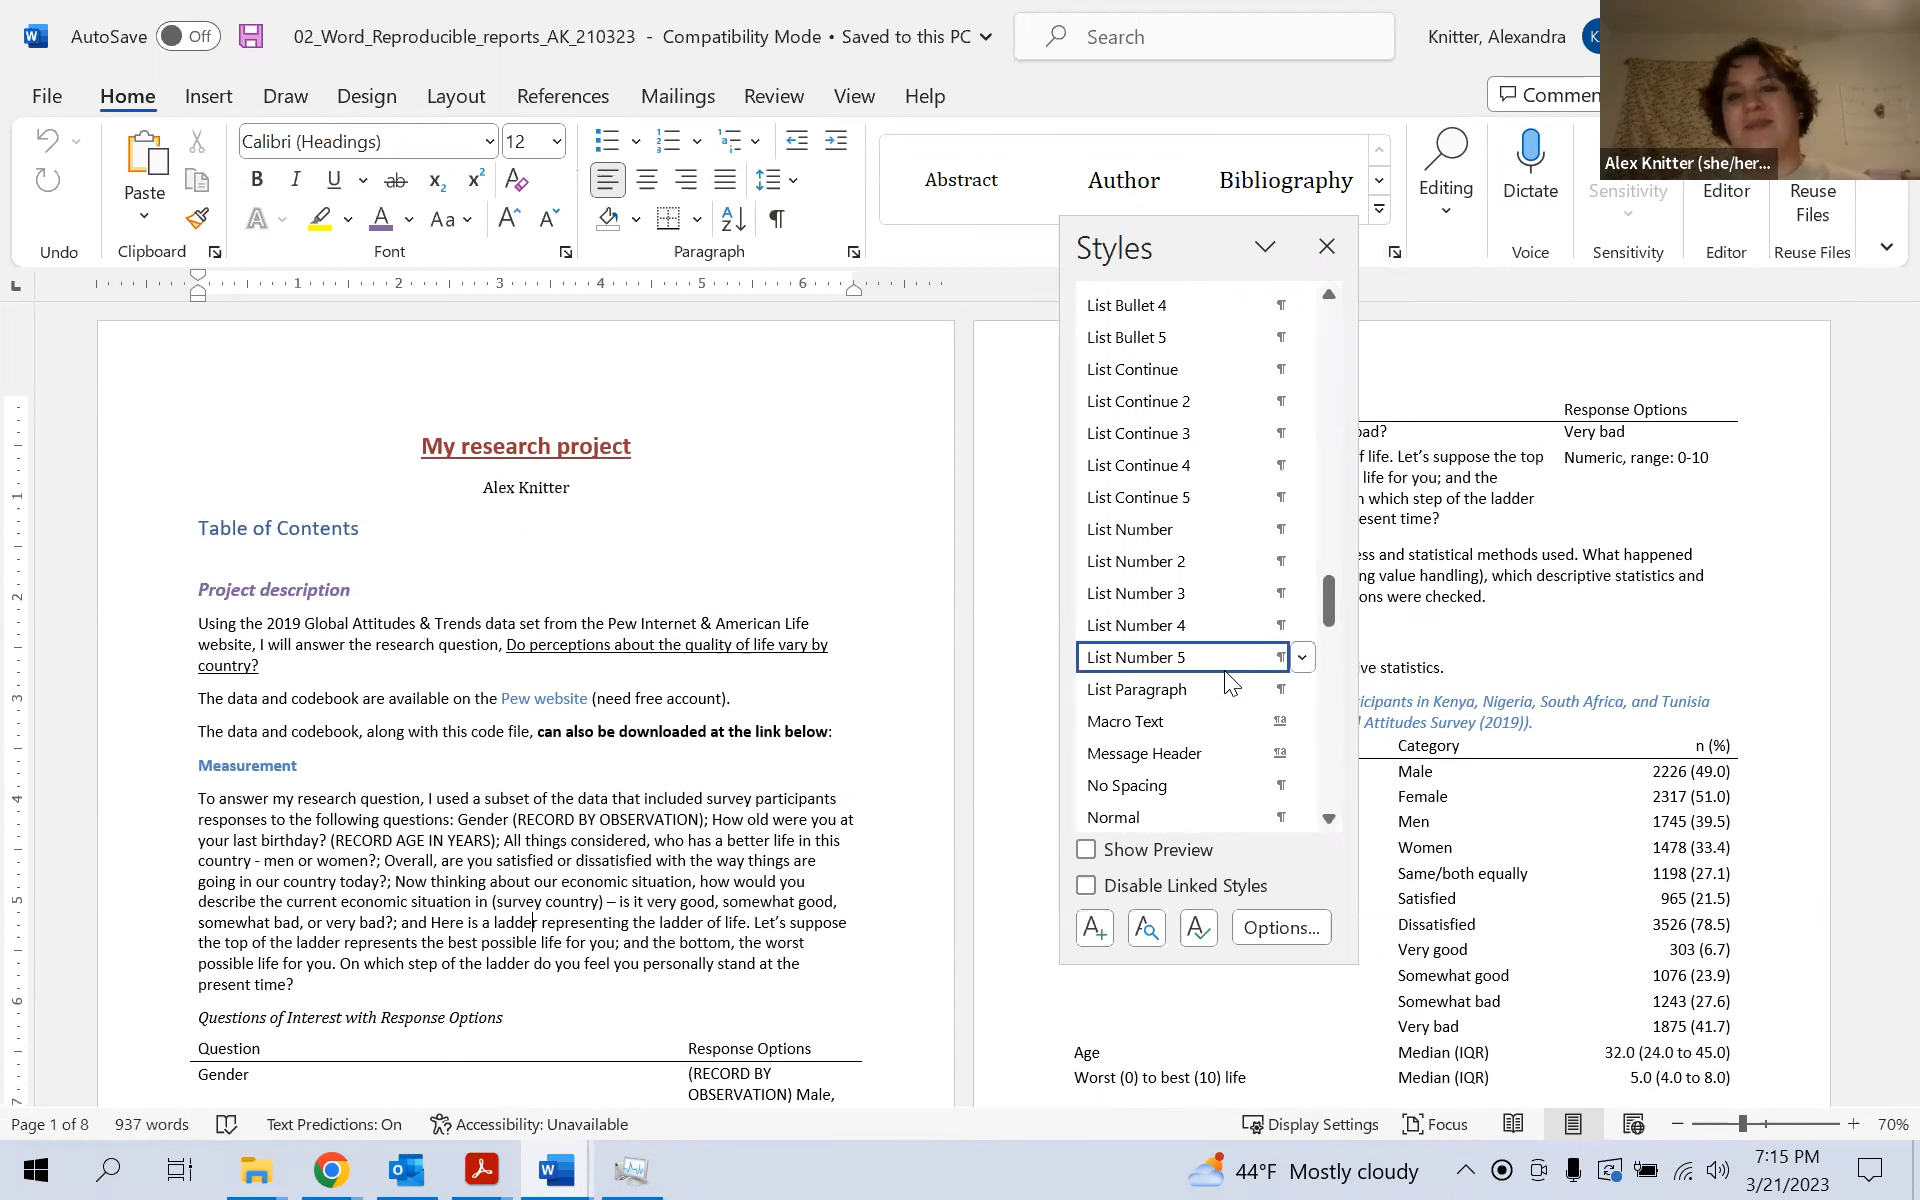 AutoSave Off 02_Word_Reproducible_reports_AK_210323 - Compatibility Mode • Saved to this PC
Search
Knitter, Alexandra
File Home Insert Draw Design Layout References Mailings Review View Help
Commen
Alex Knitter (she/her...
Paste
Calibri (Headings) 12
Abstract Author Bibliography
Editing
Dictate
Sensitivity
Editor
Reuse
Files
Undo Clipboard Font Paragraph Voice Sensitivity Editor Reuse Files
1 2 3 4 5 6
Styles
List Bullet 4
List Bullet 5
List Continue
List Continue 2
List Continue 3
List Continue 4
List Continue 5
List Number
List Number 2
List Number 3
List Number 4
List Number 5
List Paragraph
Macro Text
Message Header
No Spacing
Normal
Show Preview
Disable Linked Styles
Options...
1
2
3
4
5
6
7
My research project
Alex Knitter
Table of Contents
Project description
Using the 2019 Global Attitudes & Trends data set from the Pew Internet & American Life
website, I will answer the research question, Do perceptions about the quality of life vary by
country?
The data and codebook are available on the Pew website (need free account).
The data and codebook, along with this code file, can also be downloaded at the link below:
Measurement
To answer my research question, I used a subset of the data that included survey participants
responses to the following questions: Gender (RECORD BY OBSERVATION); How old were you at
your last birthday? (RECORD AGE IN YEARS); All things considered, who has a better life in this
country - men or women?; Overall, are you satisfied or dissatisfied with the way things are
going in our country today?; Now thinking about our economic situation, how would you
describe the current economic situation in (survey country) – is it very good, somewhat good,
somewhat bad, or very bad?; and Here is a ladder representing the ladder of life. Let's suppose
the top of the ladder represents the best possible life for you; and the bottom, the worst
possible life for you. On which step of the ladder do you feel you personally stand at the
present time?
Questions of Interest with Response Options
Question Response Options
Gender (RECORD BY
OBSERVATION) Male,
Response Options
bad? Very bad
f life. Let's suppose the top Numeric, range: 0-10
life for you; and the
n which step of the ladder
esent time?
ess and statistical methods used. What happened
ng value handling), which descriptive statistics and
ons were checked.
ve statistics.
icipants in Kenya, Nigeria, South Africa, and Tunisia
Attitudes Survey (2019)).
Category n (%)
Male 2226 (49.0)
Female 2317 (51.0)
Men 1745 (39.5)
Women 1478 (33.4)
Same/both equally 1198 (27.1)
Satisfied 965 (21.5)
Dissatisfied 3526 (78.5)
Very good 303 (6.7)
Somewhat good 1076 (23.9)
Somewhat bad 1243 (27.6)
Very bad 1875 (41.7)
Age Median (IQR) 32.0 (24.0 to 45.0)
Worst (0) to best (10) life Median (IQR) 5.0 (4.0 to 8.0)
Page 1 of 8 937 words Text Predictions: On Accessibility: Unavailable Display Settings Focus 70%
44°F Mostly cloudy
7:15 PM
3/21/2023